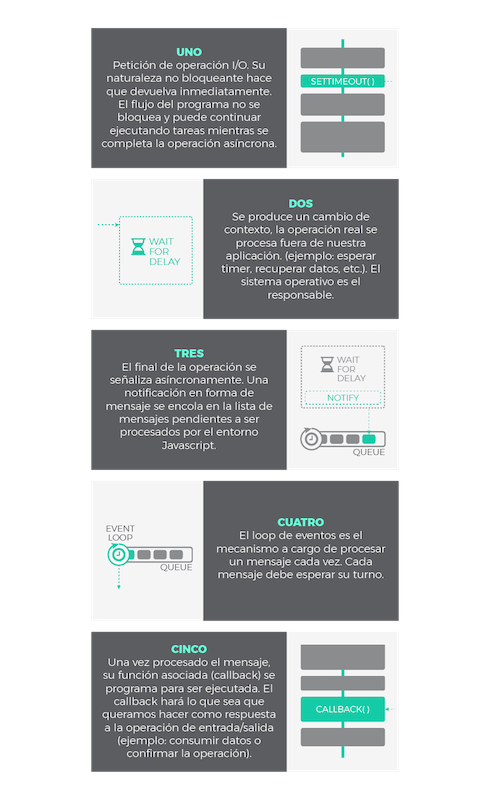 UNO
Petición de operación I/O. Su
naturaleza no bloqueante hace
que devuelva inmediatamente.
El flujo del programa no se
bloquea y puede continuar
ejecutando tareas mientras se
completa la operación asíncrona.
SETTIMEOUT( )
WAIT
FOR
DELAY
DOS
Se produce un cambio de
contexto, la operación real se
procesa fuera de nuestra
aplicación. (ejemplo: esperar
timer, recuperar datos, etc.). El
sistema operativo es el
responsable.
TRES
El final de la operación se
señaliza asíncronamente. Una
notificación en forma de
mensaje se encola en la lista de
mensajes pendientes a ser
procesados por el entorno
Javascript.
WAIT
FOR
DELAY
NOTIFY
QUEUE
EVENT
LOOP
QUEUE
CUATRO
El loop de eventos es el
mecanismo a cargo de procesar
un mensaje cada vez. Cada
mensaje debe esperar su turno.
CINCO
Una vez procesado el mensaje,
su función asociada (callback) se
programa para ser ejecutada. El
callback hará lo que sea que
queramos hacer como respuesta
a la operación de entrada/salida
(ejemplo: consumir datos o
confirmar la operación).
CALLBACK( )